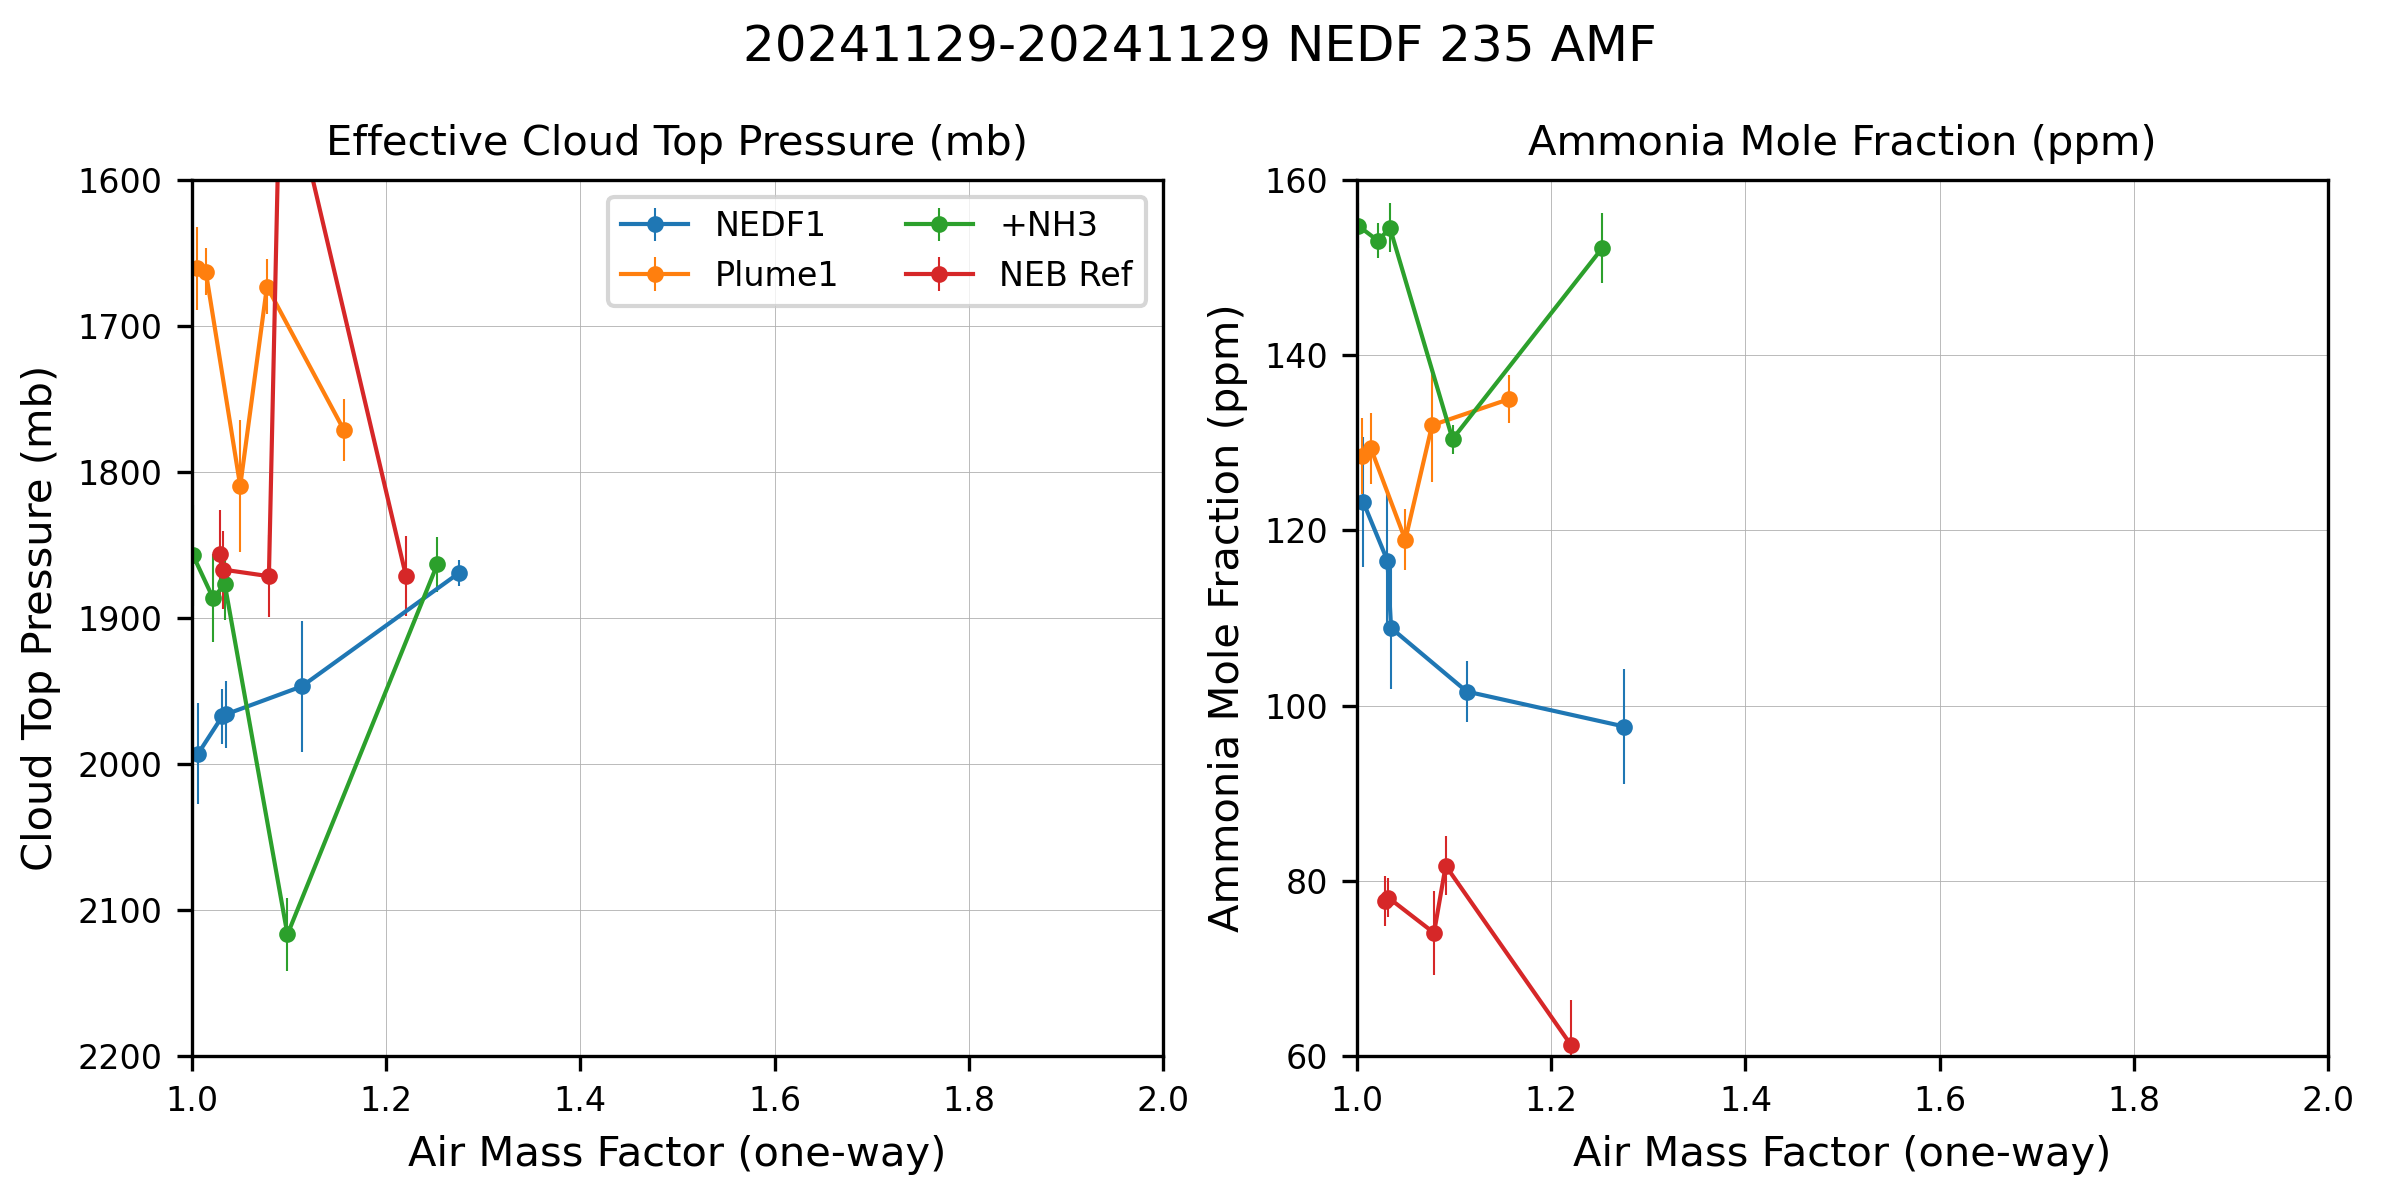 20241129-20241129 NEDF 235 AMF
Effective Cloud Top Pressure (mb)
Cloud Top Pressure (mb)
1600
1700
1800
1900
2000
2100
2200
NEDF1
Plume1
+NH3
NEB Ref
1.0 1.2 1.4 1.6 1.8 2.0
Air Mass Factor (one-way)
Ammonia Mole Fraction (ppm)
Ammonia Mole Fraction (ppm)
160
140
120
100
80
60
1.0 1.2 1.4 1.6 1.8 2.0
Air Mass Factor (one-way)